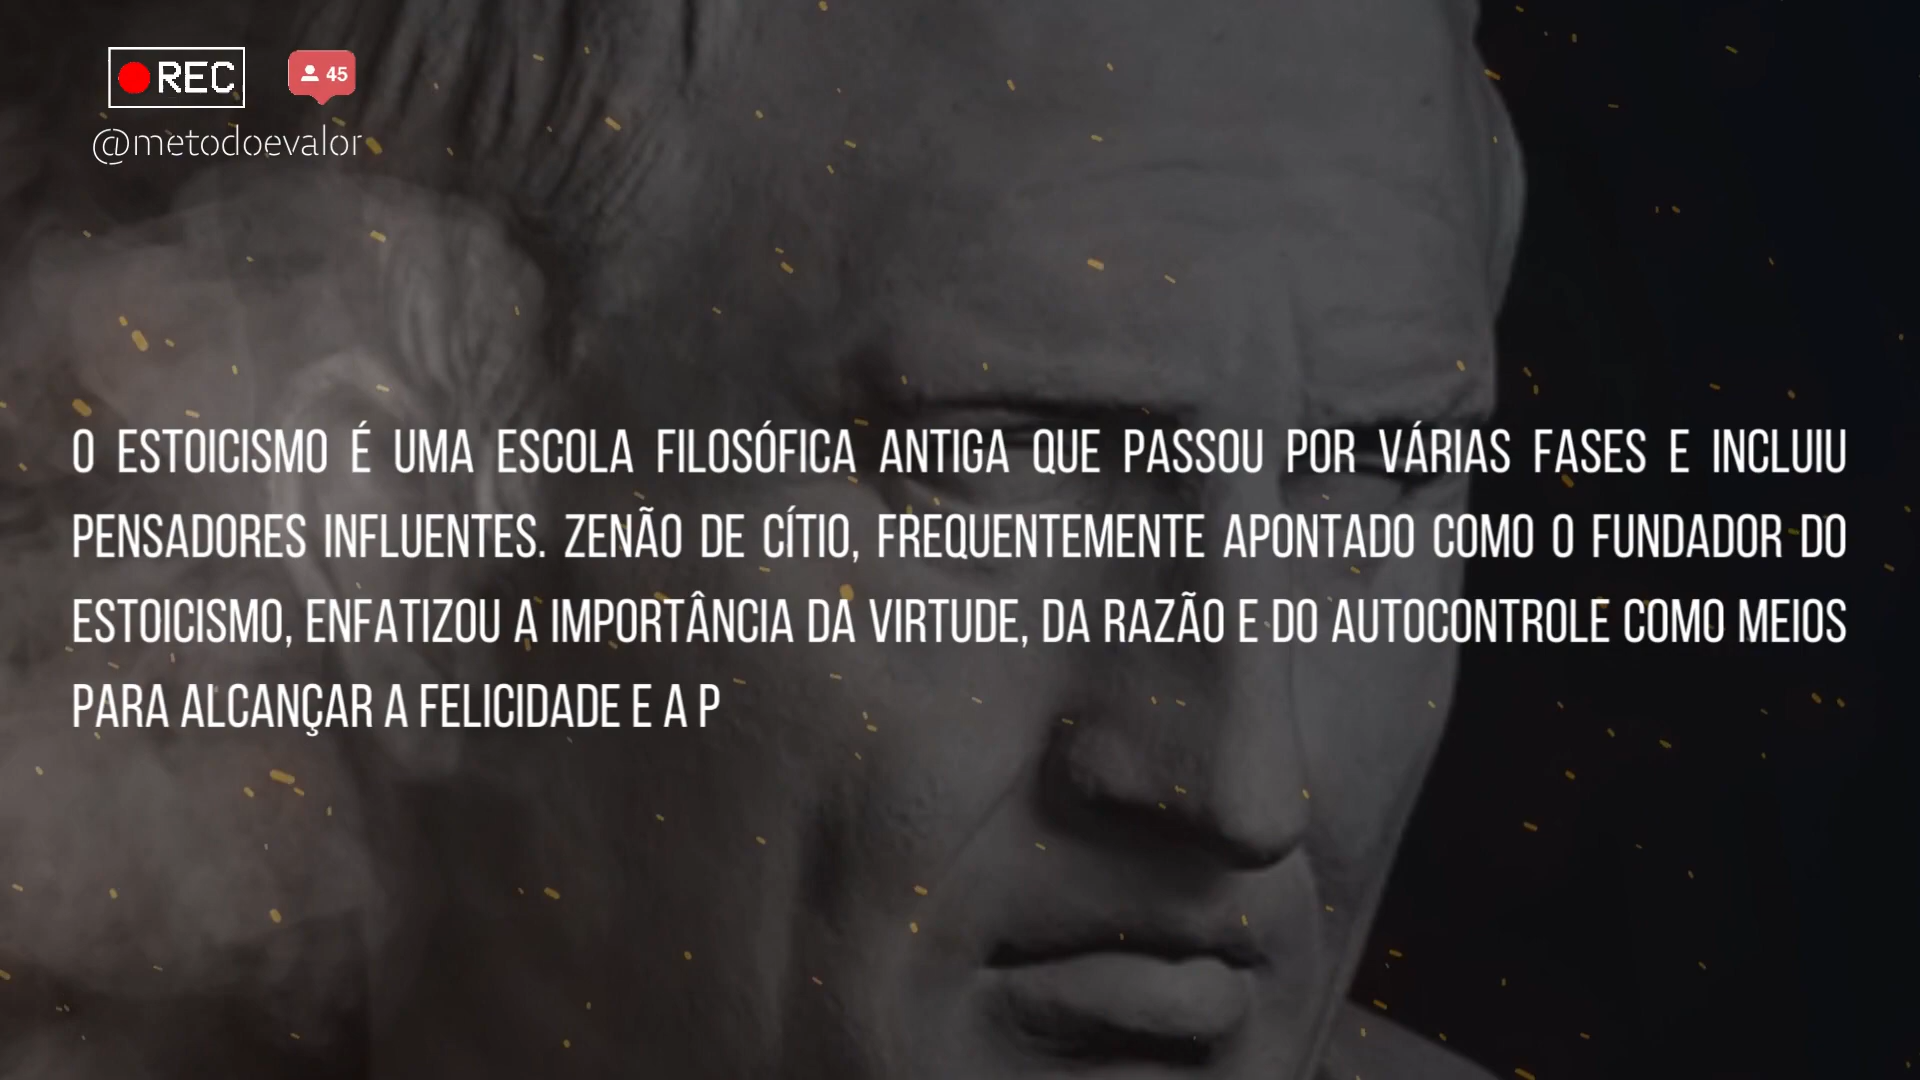 REC
45
@metodoevalor
O ESTOICISMO É UMA ESCOLA FILOSÓFICA ANTIGA QUE PASSOU POR VÁRIAS FASES E INCLUIU
PENSADORES INFLUENTES. ZENÃO DE CÍTIO, FREQUENTEMENTE APONTADO COMO O FUNDADOR DO
ESTOICISMO, ENFATIZOU A IMPORTÂNCIA DA VIRTUDE, DA RAZÃO E DO AUTOCONTROLE COMO MEIOS
PARA ALCANÇAR A FELICIDADE E A P